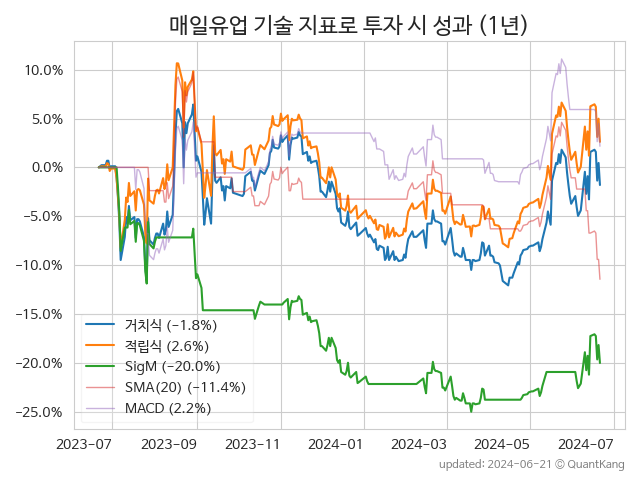 매일유업 기술 지표로 투자 시 성과 (1년)
10.0%
5.0%
0.0%
−5.0%
−10.0%
−15.0%
−20.0%
−25.0%
거치식 (−1.8%)
적립식 (2.6%)
SigM (−20.0%)
SMA(20) (−11.4%)
MACD (2.2%)
2023-07 2023-09 2023-11 2024-01 2024-03 2024-05 2024-07
updated: 2024-06-21 © QuantKang